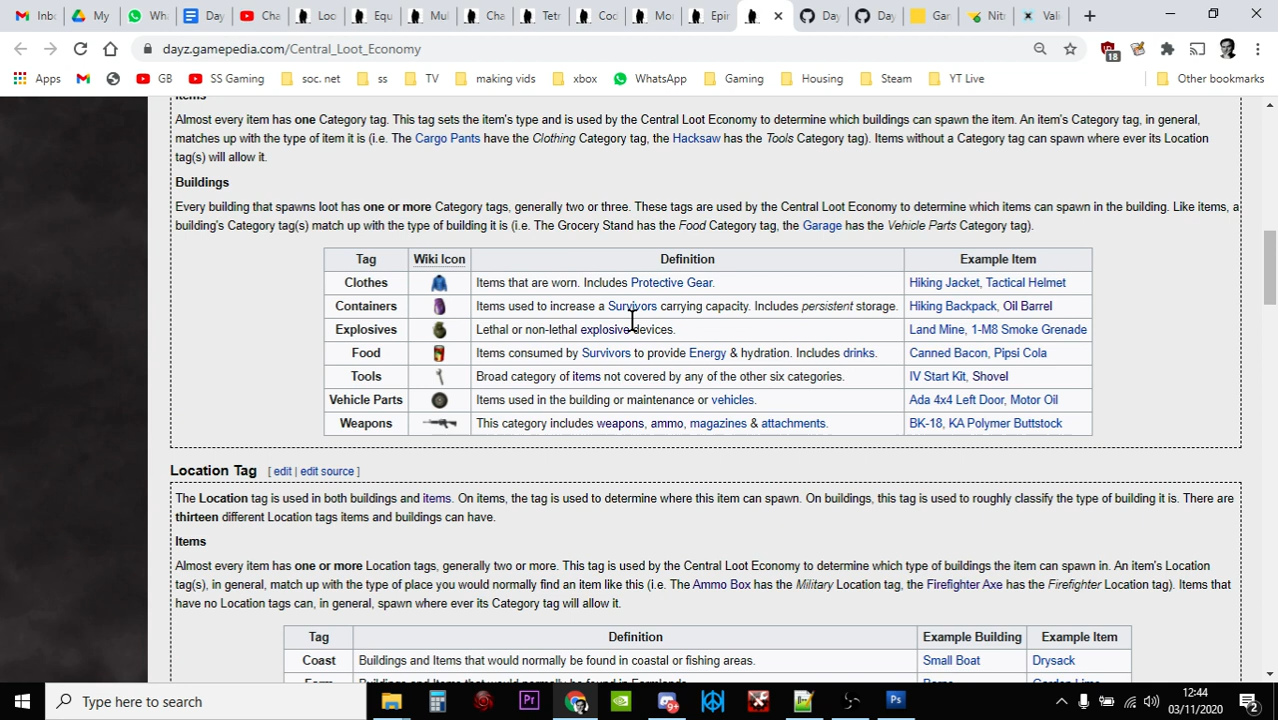 Inbo
My
Wha
Day
Cha
Loo
Equ
Mul
Cha
Tetr
Coo
Mo
Epir
Day
Day
Gar
Nitr
Vali
dayz.gamepedia.com/Central_Loot_Economy
18
Apps
GB
SS Gaming
soc. net
ss
TV
making vids
xbox
WhatsApp
Gaming
Housing
Steam
YT Live
Other bookmarks
Items
Almost every item has one Category tag. This tag sets the item's type and is used by the Central Loot Economy to determine which buildings can spawn the item. An item's Category tag, in general,
matches up with the type of item it is (i.e. The Cargo Pants have the Clothing Category tag, the Hacksaw has the Tools Category tag). Items without a Category tag can spawn where ever its Location
tag(s) will allow it.
Buildings
Every building that spawns loot has one or more Category tags, generally two or three. These tags are used by the Central Loot Economy to determine which items can spawn in the building. Like items, a
building's Category tag(s) match up with the type of building it is (i.e. The Grocery Stand has the Food Category tag, the Garage has the Vehicle Parts Category tag).
Tag Wiki Icon Definition Example Item
Clothes Items that are worn. Includes Protective Gear. Hiking Jacket, Tactical Helmet
Containers Items used to increase a Survivors carrying capacity. Includes persistent storage. Hiking Backpack, Oil Barrel
Explosives Lethal or non-lethal explosive devices. Land Mine, 1-M8 Smoke Grenade
Food Items consumed by Survivors to provide Energy & hydration. Includes drinks. Canned Bacon, Pipsi Cola
Tools Broad category of items not covered by any of the other six categories. IV Start Kit, Shovel
Vehicle Parts Items used in the building or maintenance or vehicles. Ada 4x4 Left Door, Motor Oil
Weapons This category includes weapons, ammo, magazines & attachments. BK-18, KA Polymer Buttstock
Location Tag [ edit | edit source ]
The Location tag is used in both buildings and items. On items, the tag is used to determine where this item can spawn. On buildings, this tag is used to roughly classify the type of building it is. There are
thirteen different Location tags items and buildings can have.
Items
Almost every item has one or more Location tags, generally two or more. This tag is used by the Central Loot Economy to determine which type of buildings the item can spawn in. An item's Location
tag(s), in general, match up with the type of place you would normally find an item like this (i.e. The Ammo Box has the Military Location tag, the Firefighter Axe has the Firefighter Location tag). Items that
have no Location tags can, in general, spawn where ever its Category tag will allow it.
Tag Definition Example Building Example Item
Coast Buildings and Items that would normally be found in coastal or fishing areas. Small Boat Drysack
Type here to search
12:44
03/11/2020
2